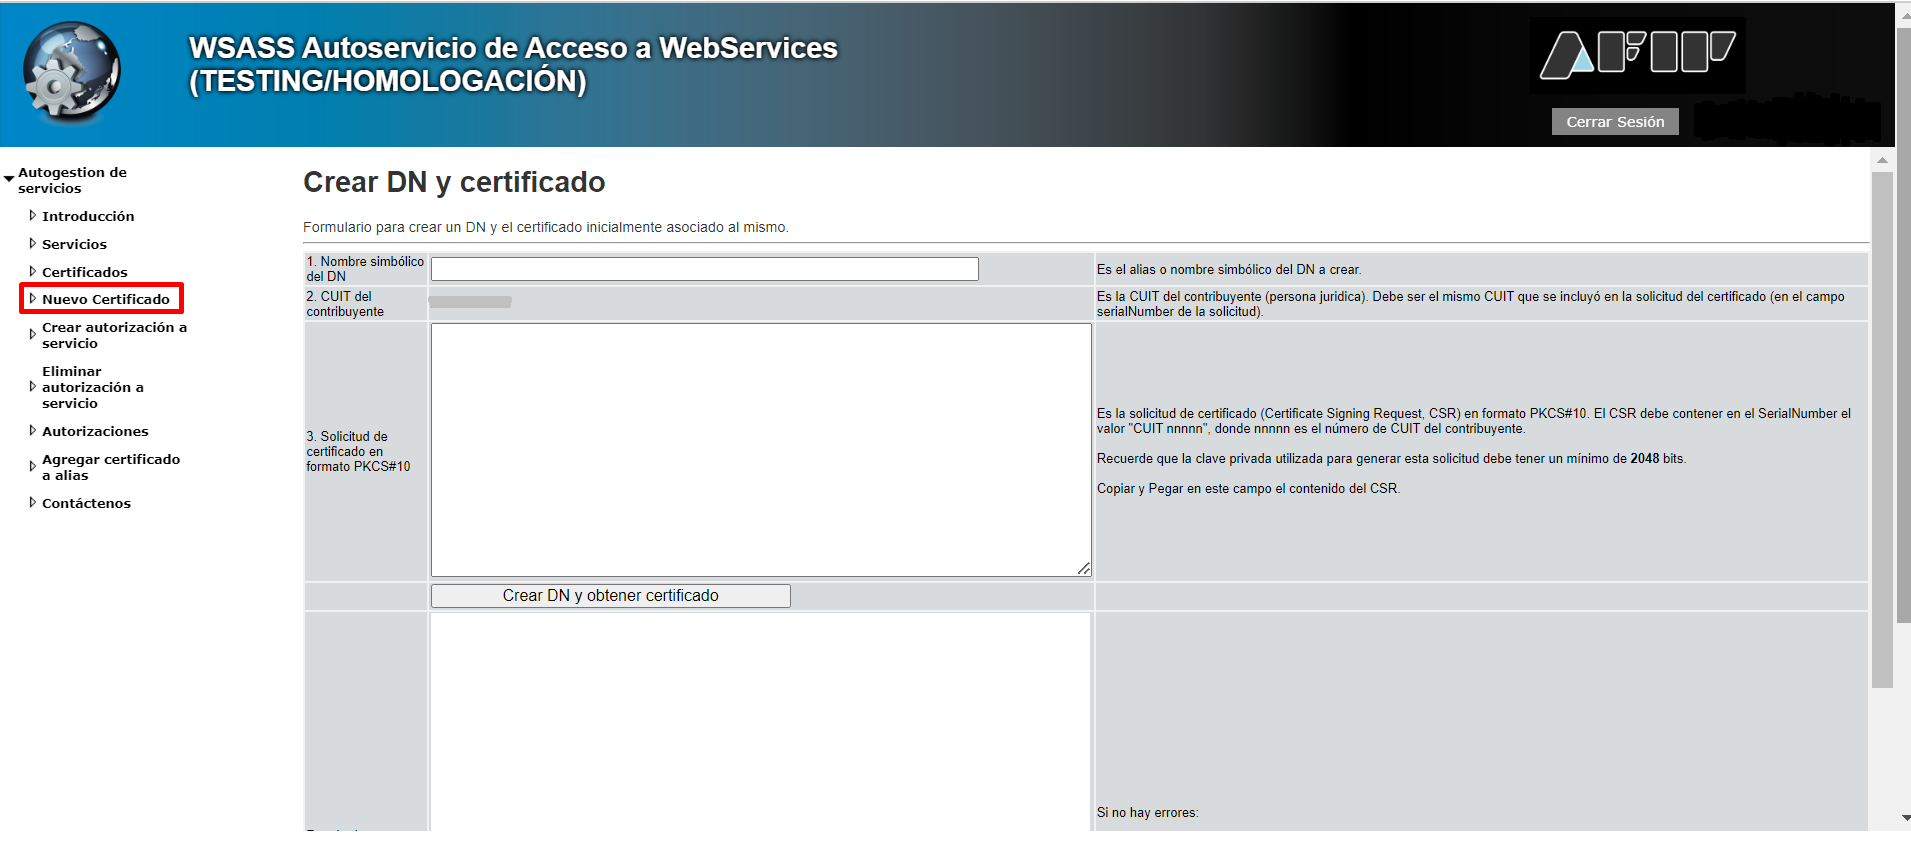 WSASS Autoservicio de Acceso a WebServices
(TESTING/HOMOLOGACIÓN)
AFIP
Cerrar Sesión
Autogestion de
servicios
Introducción
Servicios
Certificados
Nuevo Certificado
Crear autorización a
servicio
Eliminar
autorización a
servicio
Autorizaciones
Agregar certificado
a alias
Contáctenos
Crear DN y certificado
Formulario para crear un DN y el certificado inicialmente asociado al mismo.
1. Nombre simbólico
del DN
Es el alias o nombre simbólico del DN a crear.
2. CUIT del
contribuyente
Es la CUIT del contribuyente (persona juridica). Debe ser el mismo CUIT que se incluyó en la solicitud del certificado (en el campo
serialNumber de la solicitud).
3. Solicitud de
certificado en
formato PKCS#10
Es la solicitud de certificado (Certificate Signing Request, CSR) en formato PKCS#10. El CSR debe contener en el SerialNumber el
valor "CUIT nnnnn", donde nnnnn es el número de CUIT del contribuyente.
Recuerde que la clave privada utilizada para generar esta solicitud debe tener un mínimo de 2048 bits.
Copiar y Pegar en este campo el contenido del CSR.
Crear DN y obtener certificado
Si no hay errores: